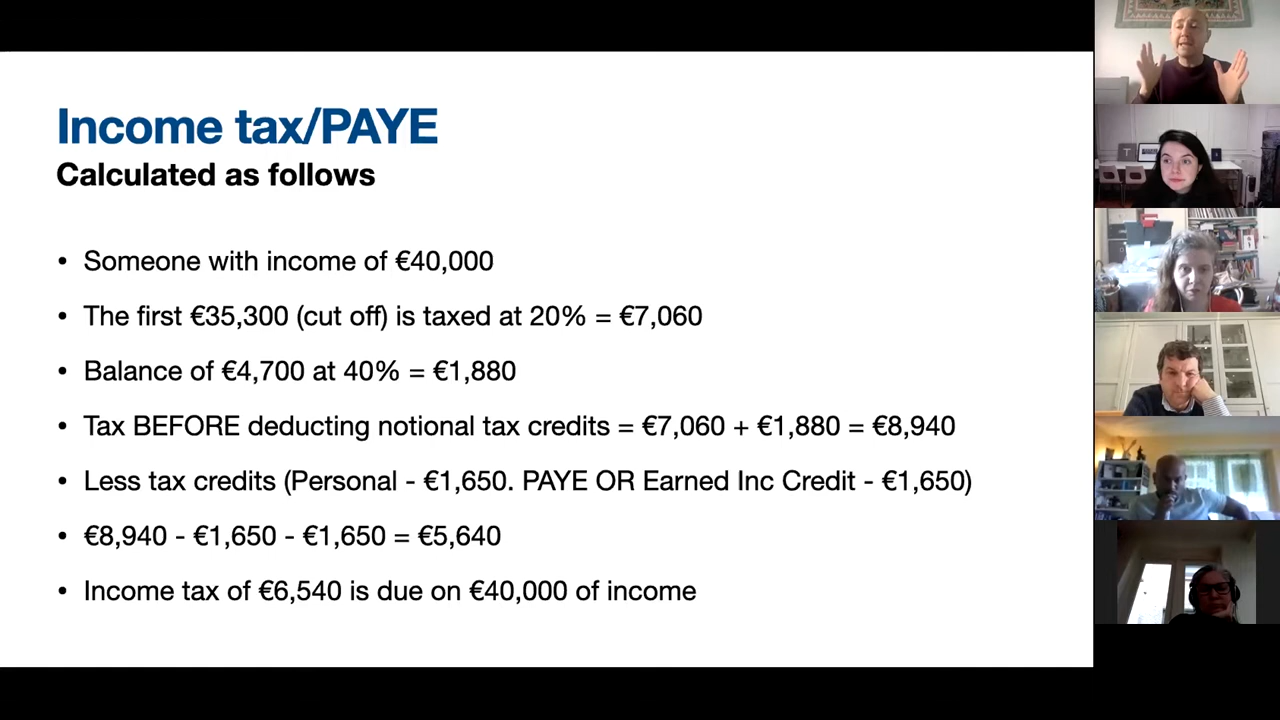 Income tax/PAYE
Calculated as follows
• Someone with income of €40,000
• The first €35,300 (cut off) is taxed at 20% = €7,060
• Balance of €4,700 at 40% = €1,880
• Tax BEFORE deducting notional tax credits = €7,060 + €1,880 = €8,940
• Less tax credits (Personal - €1,650. PAYE OR Earned Inc Credit - €1,650)
• €8,940 - €1,650 - €1,650 = €5,640
• Income tax of €6,540 is due on €40,000 of income